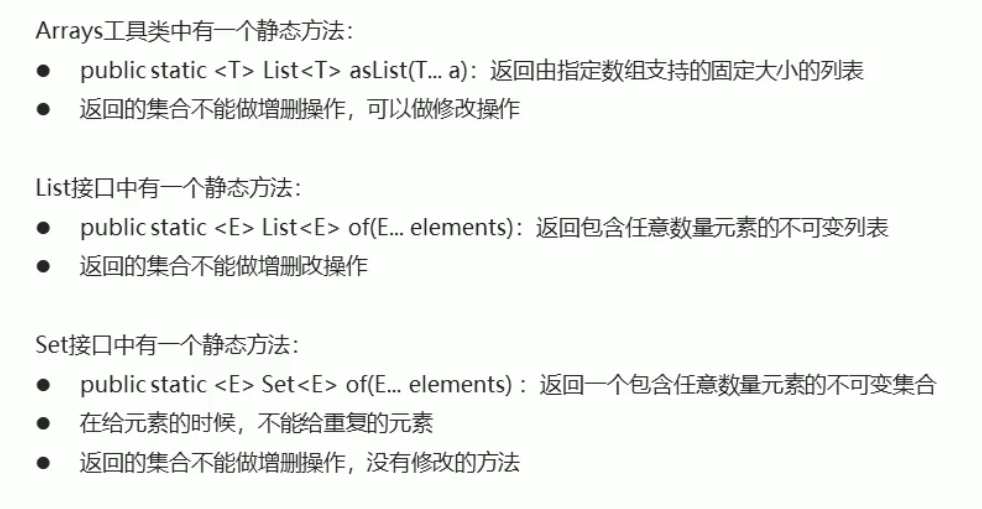 Arrays工具类中有一个静态方法：
● public static <T> List<T> asList(T... a)：返回由指定数组支持的固定大小的列表
● 返回的集合不能做增删操作，可以做修改操作
List接口中有一个静态方法：
● public static <E> List<E> of(E... elements)：返回包含任意数量元素的不可变列表
● 返回的集合不能做增删改操作
Set接口中有一个静态方法：
● public static <E> Set<E> of(E... elements) ：返回一个包含任意数量元素的不可变集合
● 在给元素的时候，不能给重复的元素
● 返回的集合不能做增删操作，没有修改的方法